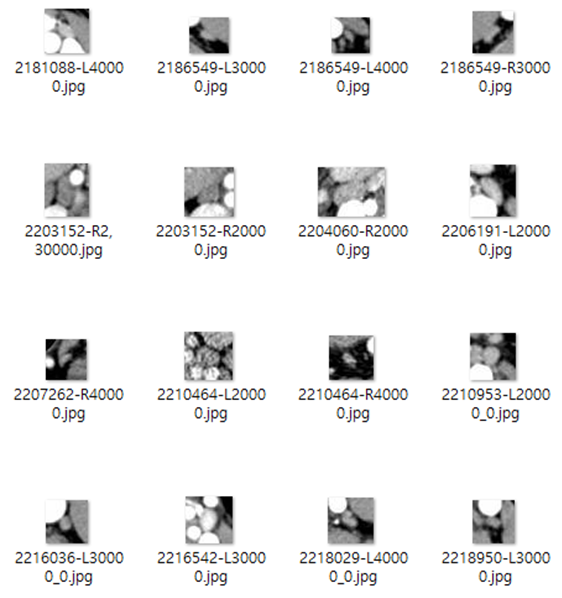 2181088-L4000
0.jpg
2186549-L3000
0.jpg
2186549-L4000
0.jpg
2186549-R3000
0.jpg
2203152-R2,
30000.jpg
2203152-R2000
0.jpg
2204060-R2000
0.jpg
2206191-L2000
0.jpg
2207262-R4000
0.jpg
2210464-L2000
0.jpg
2210464-R4000
0.jpg
2210953-L2000
0_0.jpg
2216036-L3000
0_0.jpg
2216542-L3000
0.jpg
2218029-L4000
0_0.jpg
2218950-L3000
0.jpg